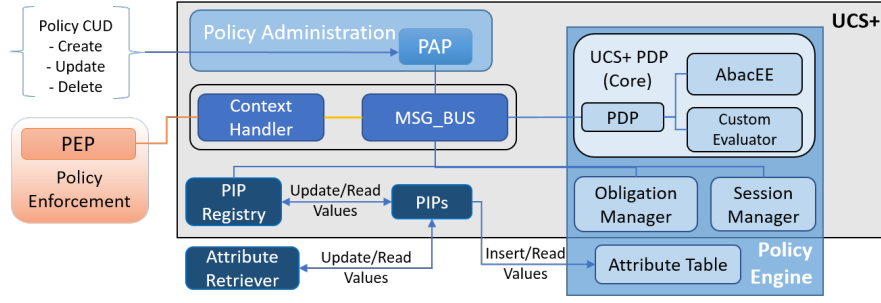 Policy CUD
- Create
- Update
- Delete
Policy Administration
PAP
UCS+
UCS+ PDP
(Core)
AbacEE
PDP
Custom
Evaluator
Context
Handler
MSG_BUS
PEP
Policy
Enforcement
PIP
Registry
Update/Read
Values
PIPs
Obligation
Manager
Session
Manager
Attribute
Retriever
Update/Read
Values
Insert/Read
Values
Attribute Table
Policy
Engine